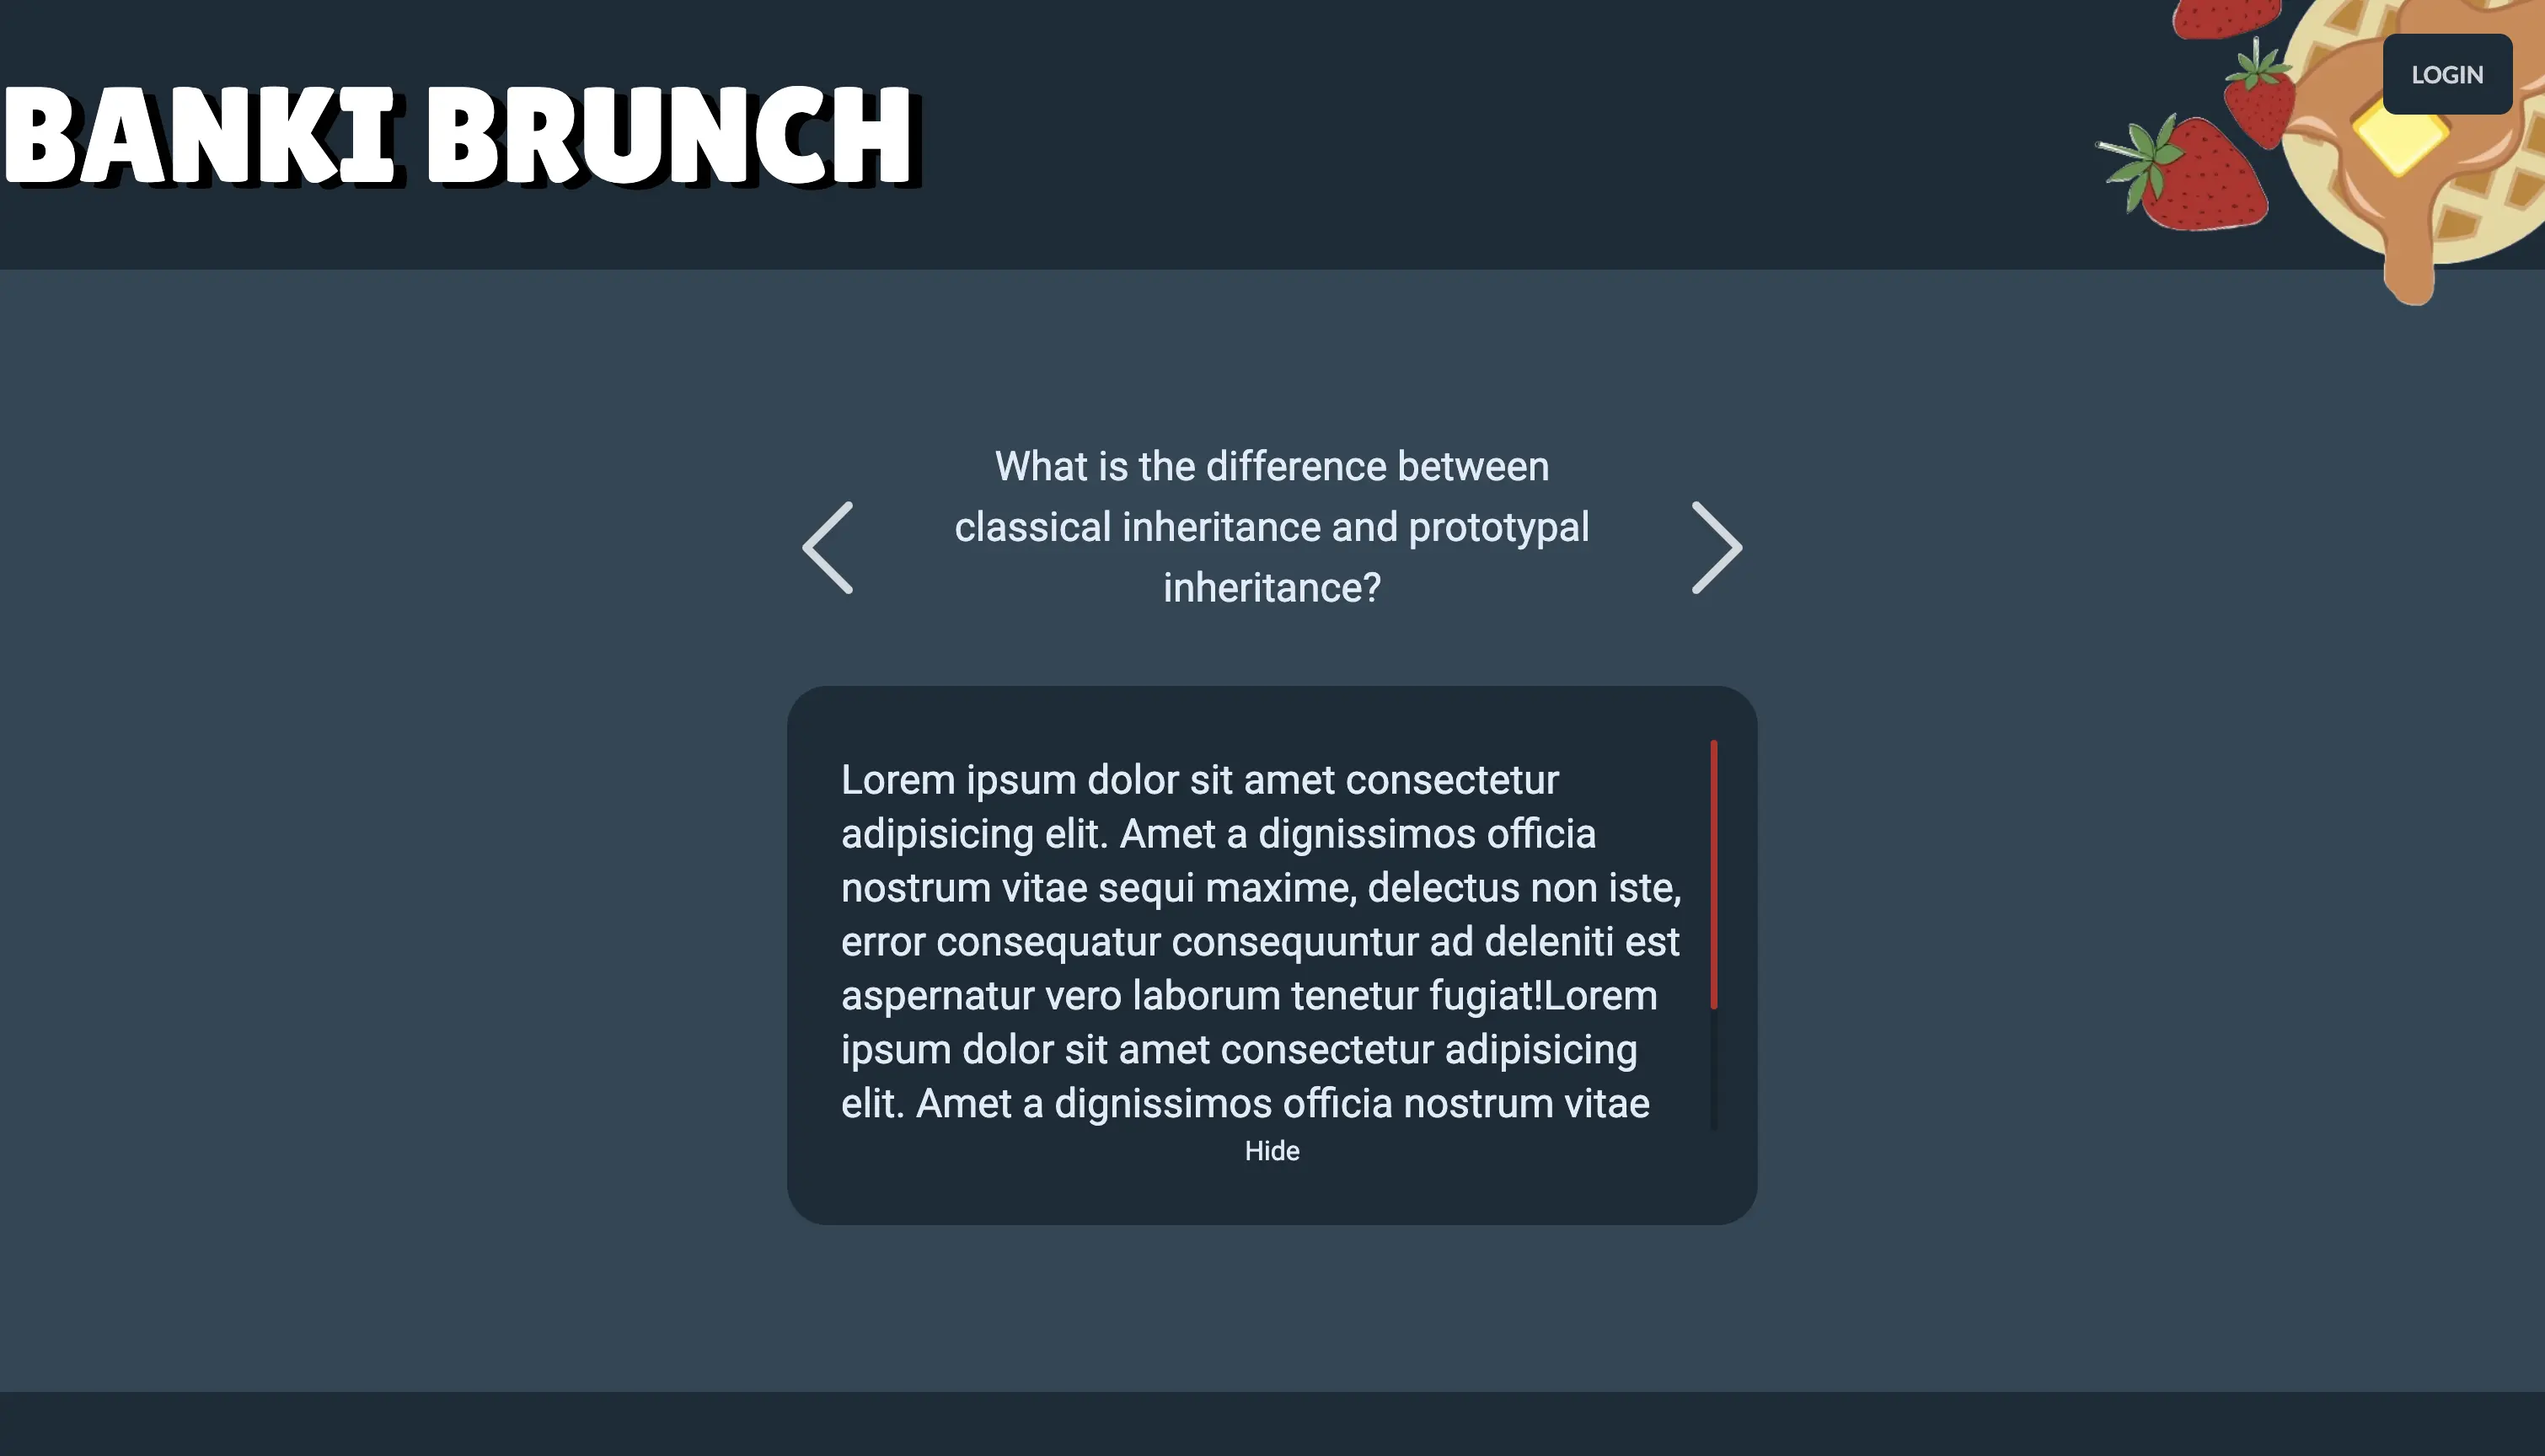 BANKI BRUNCH
LOGIN
What is the difference between
classical inheritance and prototypal
inheritance?
Lorem ipsum dolor sit amet consectetur
adipisicing elit. Amet a dignissimos officia
nostrum vitae sequi maxime, delectus non iste,
error consequatur consequuntur ad deleniti est
aspernatur vero laborum tenetur fugiat!Lorem
ipsum dolor sit amet consectetur adipisicing
elit. Amet a dignissimos officia nostrum vitae
Hide